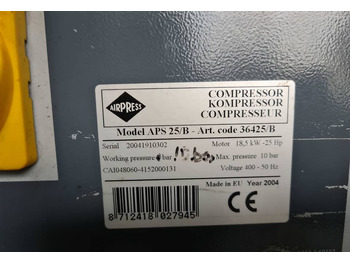 AIRPRESS
COMPRESSOR
KOMPRESSOR
COMPRESSEUR
Model APS 25/B - Art. code 36425/B
Serial 20041910302 Motor 18,5 kW -25 Hp
Working pressure bar Max. pressure 10 bar
CAI048060-4152000131 Voltage 400 - 50 Hz
Made in EU Year 2004
CE
8 712418 027945